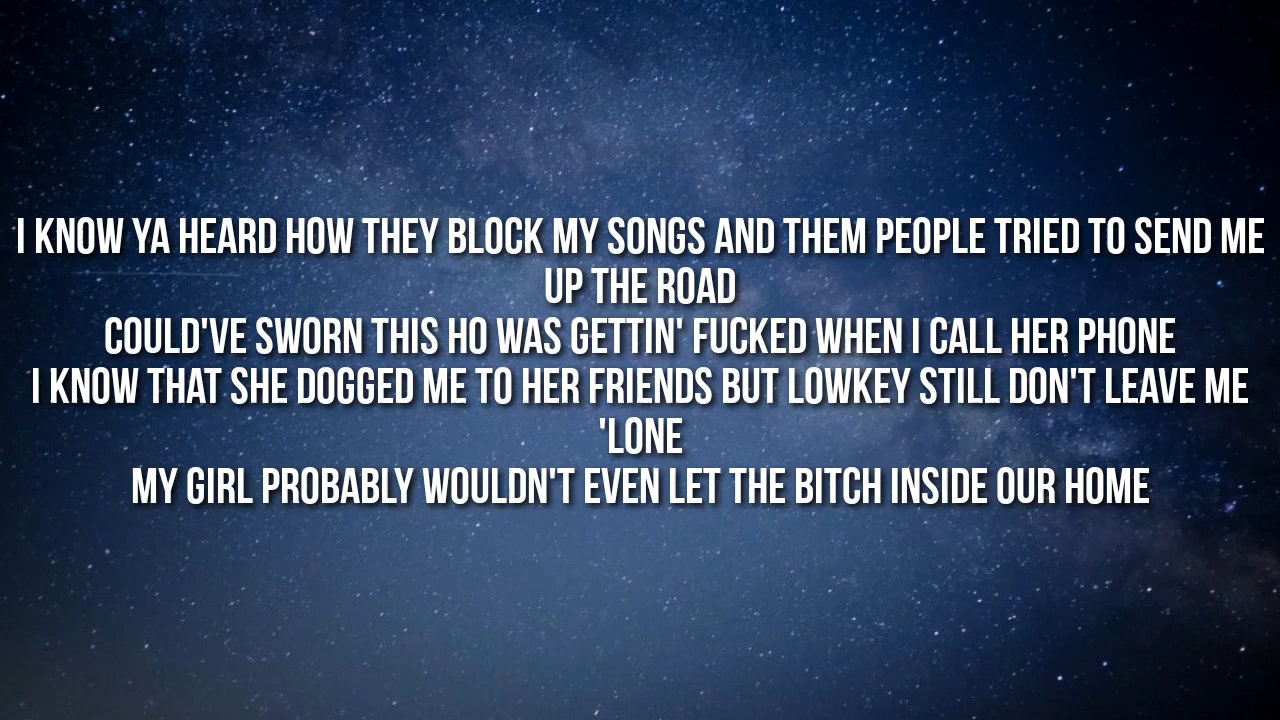 I KNOW YA HEARD HOW THEY BLOCK MY SONGS AND THEM PEOPLE TRIED TO SEND ME
UP THE ROAD
COULD'VE SWORN THIS HO WAS GETTIN' FUCKED WHEN I CALL HER PHONE
I KNOW THAT SHE DOGGED ME TO HER FRIENDS BUT LOWKEY STILL DON'T LEAVE ME
'LONE
MY GIRL PROBABLY WOULDN'T EVEN LET THE BITCH INSIDE OUR HOME